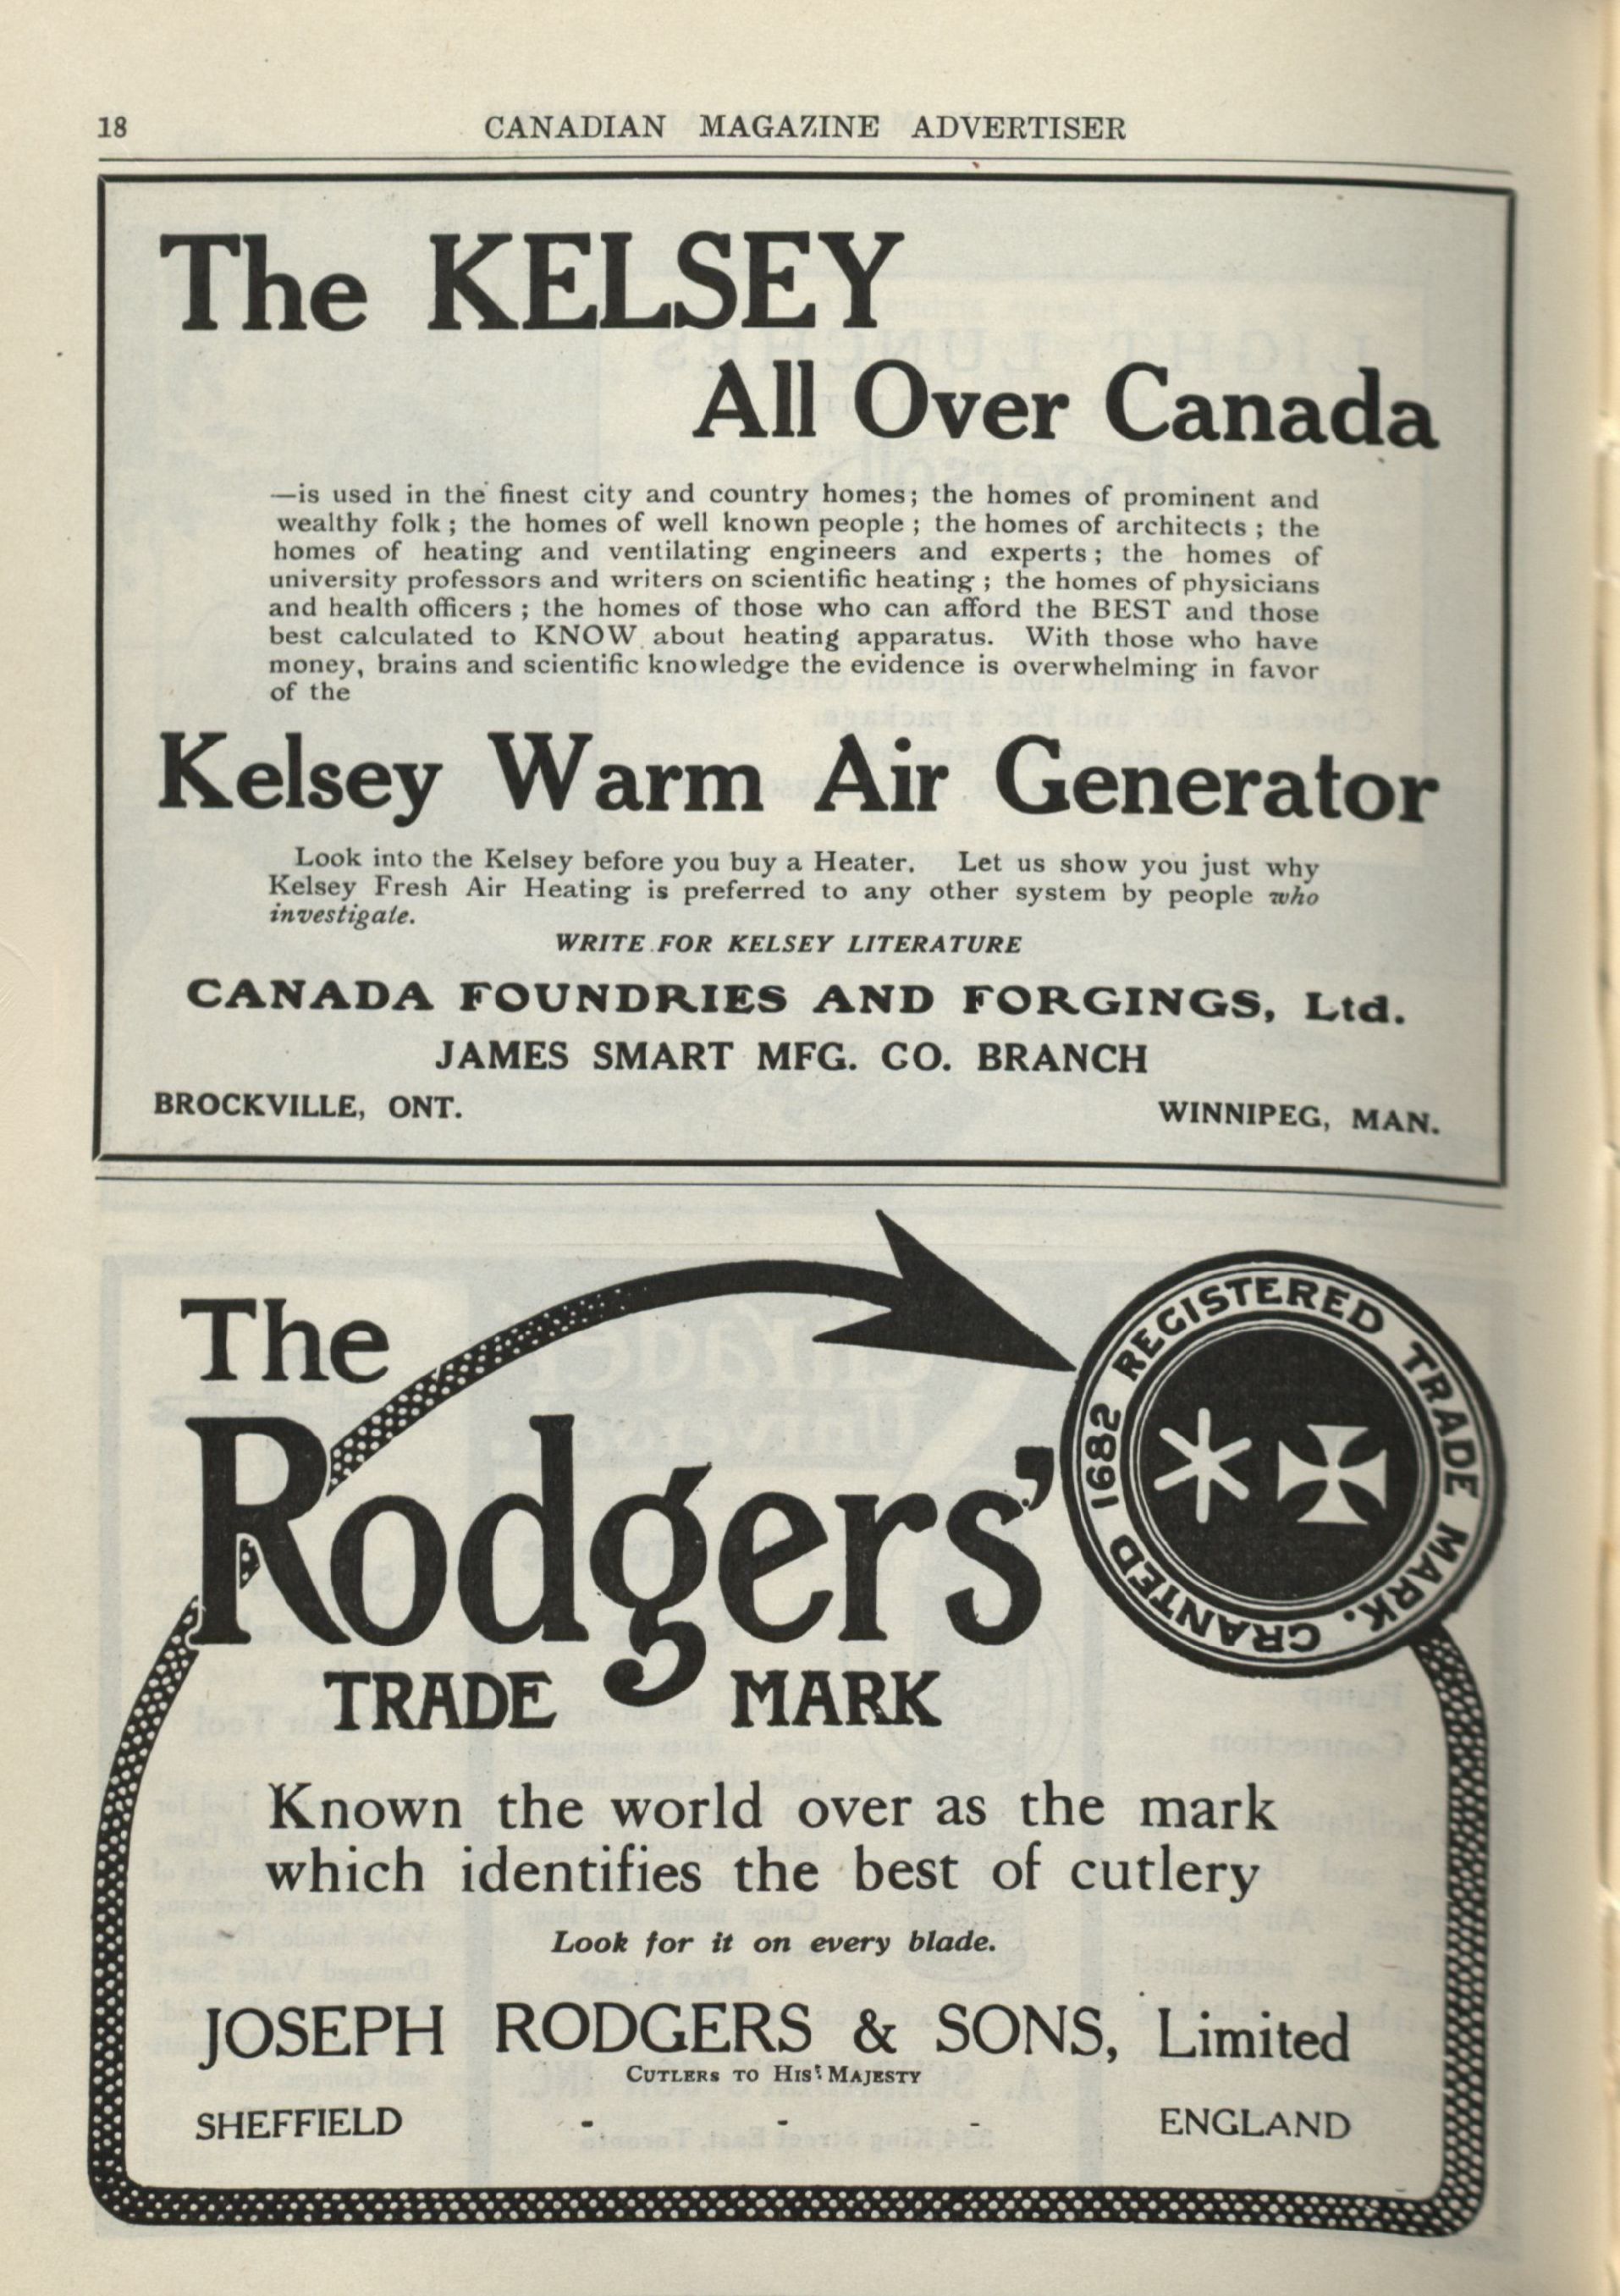 18
CANADIAN MAGAZINE ADVERTISER
The KELSEY
All Over Canada
—is used in the finest city and country homes; the homes of prominent and
wealthy folk; the homes of well known people; the homes of architects; the
homes of heating and ventilating engineers and experts; the homes of
university professors and writers on scientific heating; the homes of physicians
and health officers; the homes of those who can afford the BEST and those
best calculated to KNOW about heating apparatus. With those who have
money, brains and scientific knowledge the evidence is overwhelming in favor
of the
Kelsey Warm Air Generator
Look into the Kelsey before you buy a Heater. Let us show you just why
Kelsey Fresh Air Heating is preferred to any other system by people who
investigate.
WRITE FOR KELSEY LITERATURE
CANADA FOUNDRIES AND FORGINGS, Ltd.
JAMES SMART MFG. CO. BRANCH
BROCKVILLE, ONT. WINNIPEG, MAN.
The
Rodgers'
TRADE MARK
REGISTERED TRADE MARK. GRANTED 1682
Known the world over as the mark
which identifies the best of cutlery
Look for it on every blade.
JOSEPH RODGERS & SONS, Limited
CUTLERS TO HIS MAJESTY
SHEFFIELD - - - ENGLAND